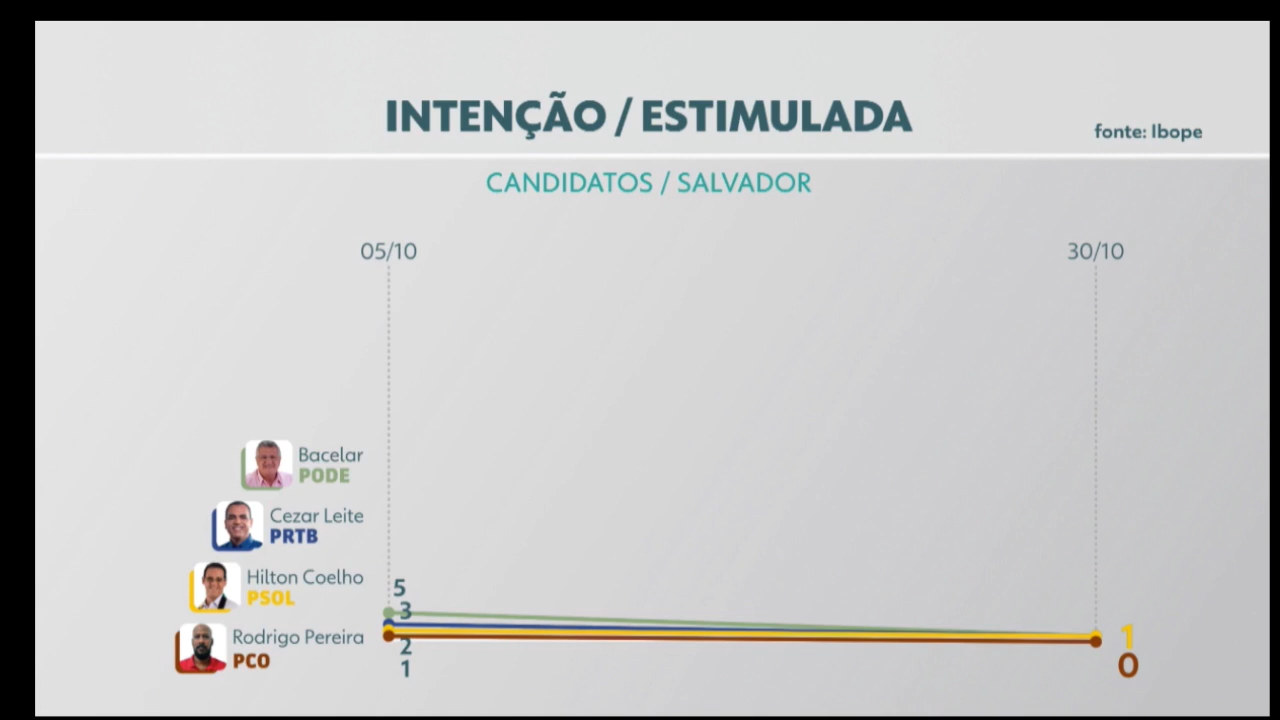 INTENÇÃO / ESTIMULADA
fonte: Ibope
CANDIDATOS / SALVADOR
05/10
30/10
Bacelar
PODE
Cezar Leite
PRTB
Hilton Coelho
PSOL
Rodrigo Pereira
PCO
5
3
2
1
1
0